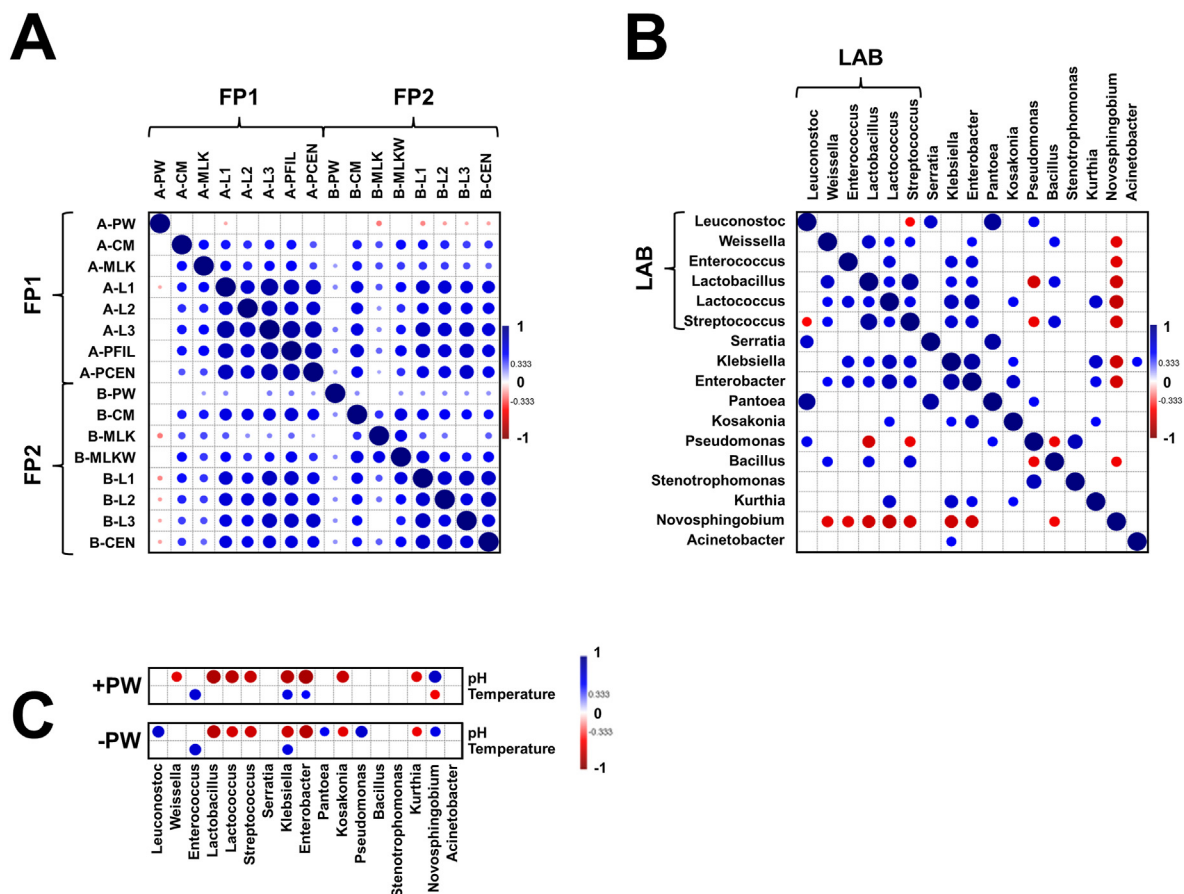 A
FP1
FP2
A-PW
A-CM
A-MLK
A-L1
A-L2
A-L3
A-PFIL
A-PCEN
B-PW
B-CM
B-MLK
B-MLKW
B-L1
B-L2
B-L3
B-CEN
FP1
FP2
A-PW
A-CM
A-MLK
A-L1
A-L2
A-L3
A-PFIL
A-PCEN
B-PW
B-CM
B-MLK
B-MLKW
B-L1
B-L2
B-L3
B-CEN
1
0.333
0
-0.333
-1
B
LAB
Leuconostoc
Weissella
Enterococcus
Lactobacillus
Lactococcus
Streptococcus
Serratia
Klebsiella
Enterobacter
Pantoea
Kosakonia
Pseudomonas
Bacillus
Stenotrophomonas
Kurthia
Novosphingobium
Acinetobacter
LAB
Leuconostoc
Weissella
Enterococcus
Lactobacillus
Lactococcus
Streptococcus
Serratia
Klebsiella
Enterobacter
Pantoea
Kosakonia
Pseudomonas
Bacillus
Stenotrophomonas
Kurthia
Novosphingobium
Acinetobacter
1
0.333
0
-0.333
-1
C
+PW
pH
Temperature
-PW
pH
Temperature
Leuconostoc
Weissella
Enterococcus
Lactobacillus
Lactococcus
Streptococcus
Serratia
Klebsiella
Enterobacter
Pantoea
Kosakonia
Pseudomonas
Bacillus
Stenotrophomonas
Kurthia
Novosphingobium
Acinetobacter
1
0.333
0
-0.333
-1